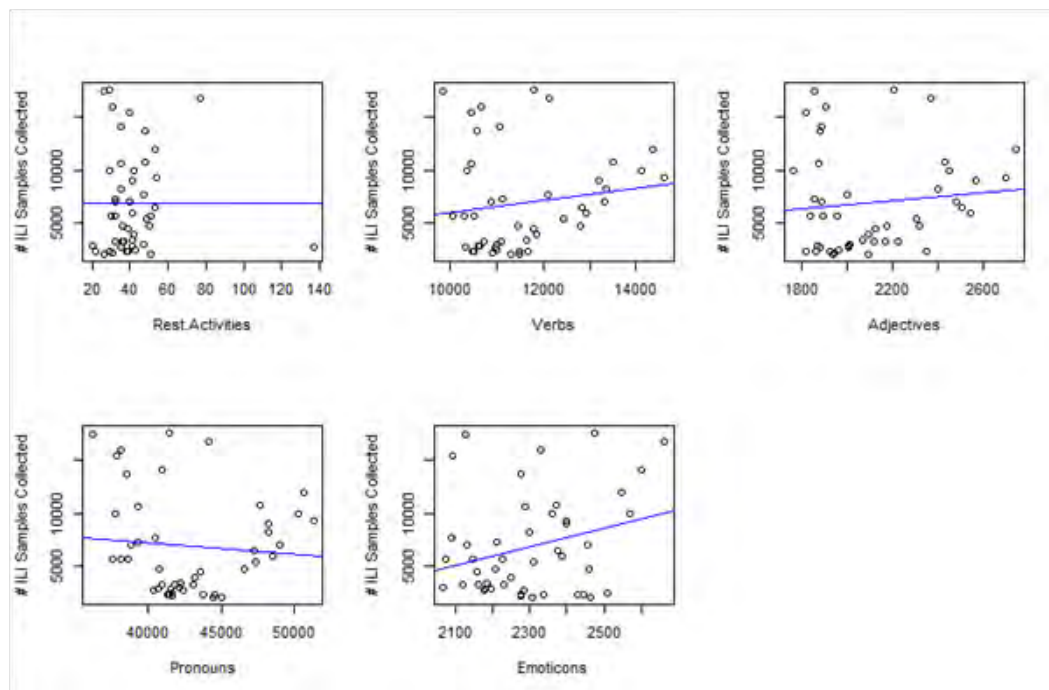 # ILI Samples Collected
5000 10000
20 40 60 80 100 120 140
Rest.Activities
# ILI Samples Collected
5000 10000
10000 12000 14000
Verbs
# ILI Samples Collected
5000 10000
1800 2200 2600
Adjectives
# ILI Samples Collected
5000 10000
40000 45000 50000
Pronouns
# ILI Samples Collected
5000 10000
2100 2300 2500
Emoticons